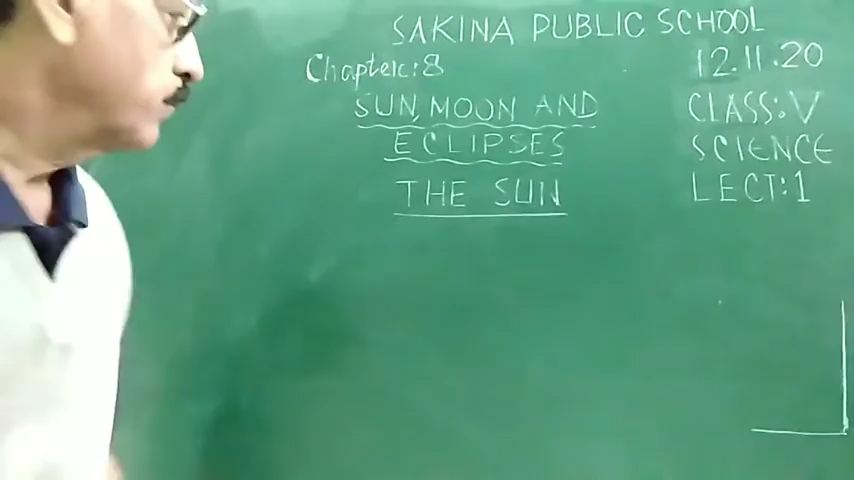 SAKINA PUBLIC SCHOOL
Chapter: 8
12.11.20
SUN, MOON AND
ECLIPSES
CLASS: V
SCIENCE
THE SUN
LECT: 1